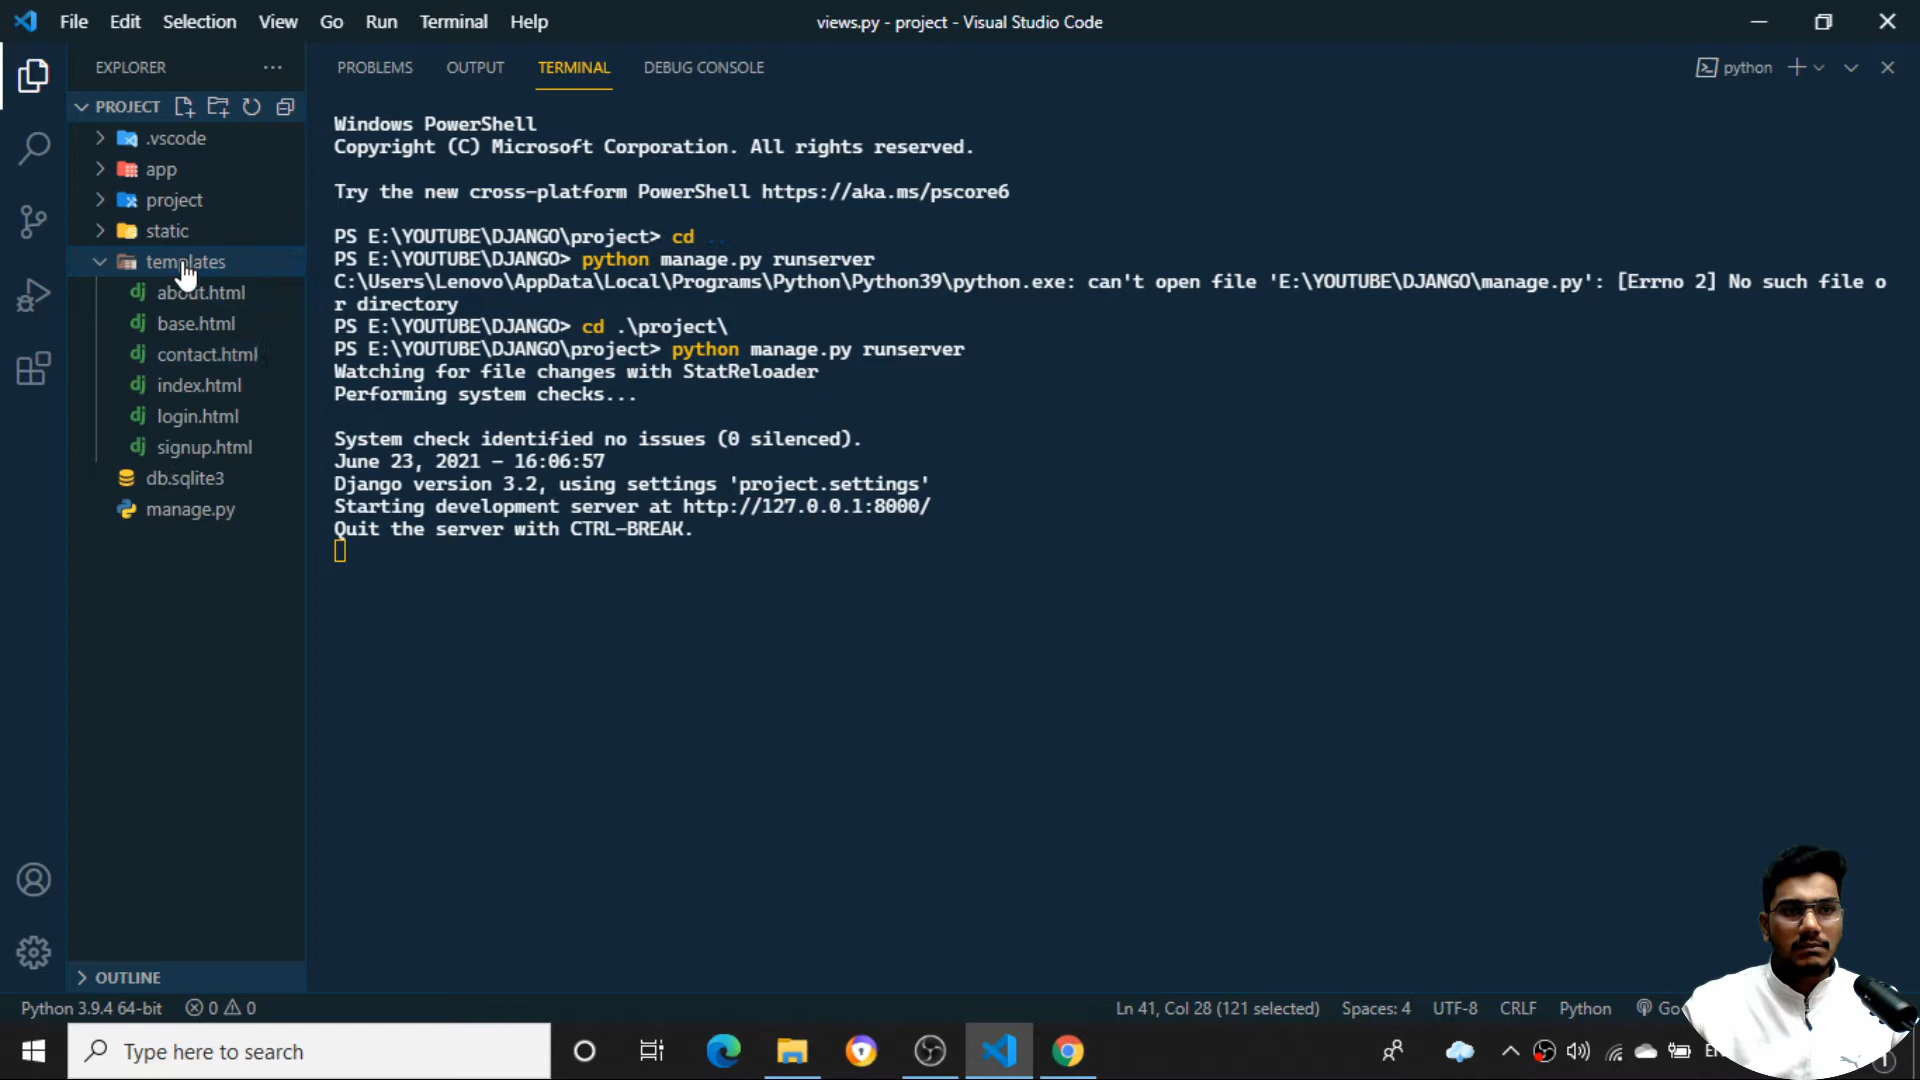 File Edit Selection View Go Run Terminal Help
views.py - project - Visual Studio Code
EXPLORER
PROJECT
.vscode
app
project
static
templates
about.html
base.html
contact.html
index.html
login.html
signup.html
db.sqlite3
manage.py
OUTLINE
PROBLEMS OUTPUT TERMINAL DEBUG CONSOLE
python
Windows PowerShell
Copyright (C) Microsoft Corporation. All rights reserved.
Try the new cross-platform PowerShell https://aka.ms/pscore6
PS E:\YOUTUBE\DJANGO\project> cd ..
PS E:\YOUTUBE\DJANGO> python manage.py runserver
C:\Users\Lenovo\AppData\Local\Programs\Python\Python39\python.exe: can't open file 'E:\YOUTUBE\DJANGO\manage.py': [Errno 2] No such file o
r directory
PS E:\YOUTUBE\DJANGO> cd .\project\
PS E:\YOUTUBE\DJANGO\project> python manage.py runserver
Watching for file changes with StatReloader
Performing system checks...
System check identified no issues (0 silenced).
June 23, 2021 - 16:06:57
Django version 3.2, using settings 'project.settings'
Starting development server at http://127.0.0.1:8000/
Quit the server with CTRL-BREAK.
Python 3.9.4 64-bit 0 0
Ln 41, Col 28 (121 selected) Spaces: 4 UTF-8 CRLF Python Go
Type here to search